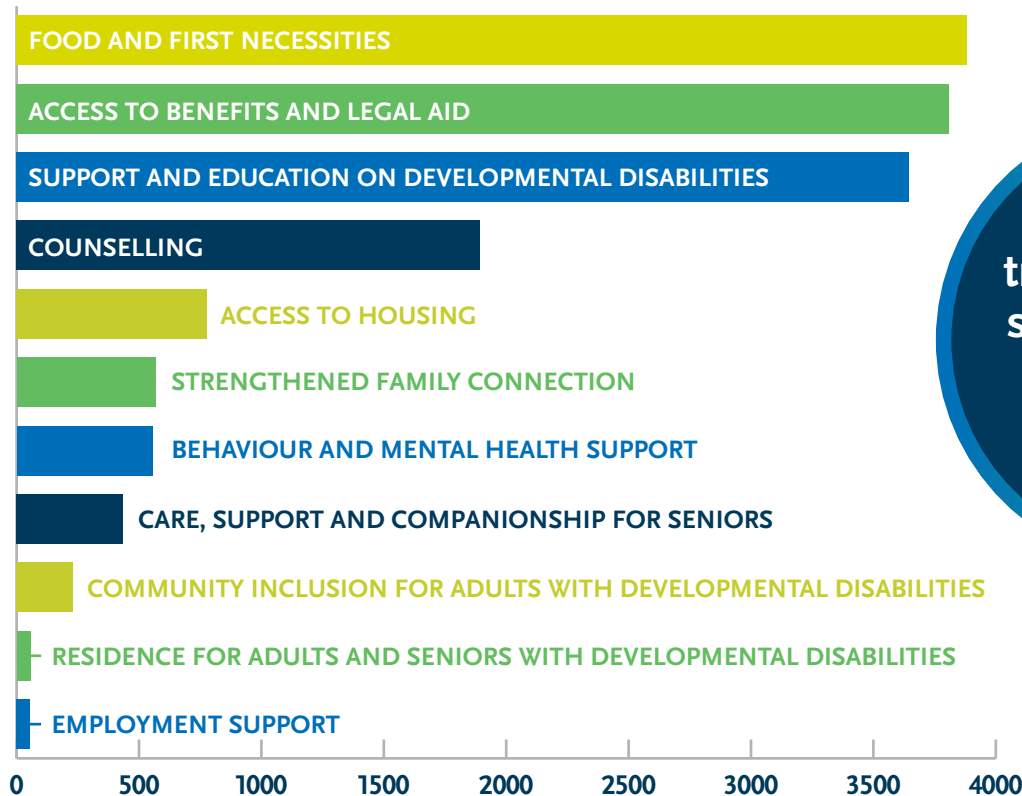 FOOD AND FIRST NECESSITIES
ACCESS TO BENEFITS AND LEGAL AID
SUPPORT AND EDUCATION ON DEVELOPMENTAL DISABILITIES
COUNSELLING
ACCESS TO HOUSING
STRENGTHENED FAMILY CONNECTION
BEHAVIOUR AND MENTAL HEALTH SUPPORT
CARE, SUPPORT AND COMPANIONSHIP FOR SENIORS
COMMUNITY INCLUSION FOR ADULTS WITH DEVELOPMENTAL DISABILITIES
RESIDENCE FOR ADULTS AND SENIORS WITH DEVELOPMENTAL DISABILITIES
EMPLOYMENT SUPPORT
0 500 1000 1500 2000 2500 3000 3500 4000